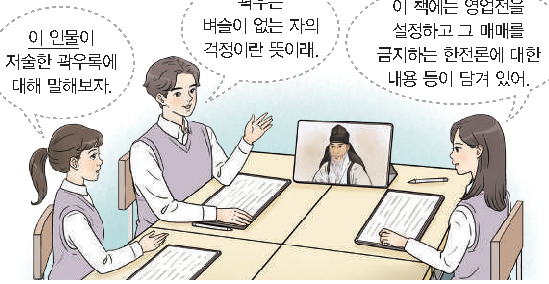 이 인물이
저술한 곽우록에
대해 말해보자.
곽우는
벼슬이 없는 자의
걱정이란 뜻이래.
이 책에는 영업전을
설정하고 그 매매를
금지하는 한전론에 대한
내용 등이 담겨 있어.